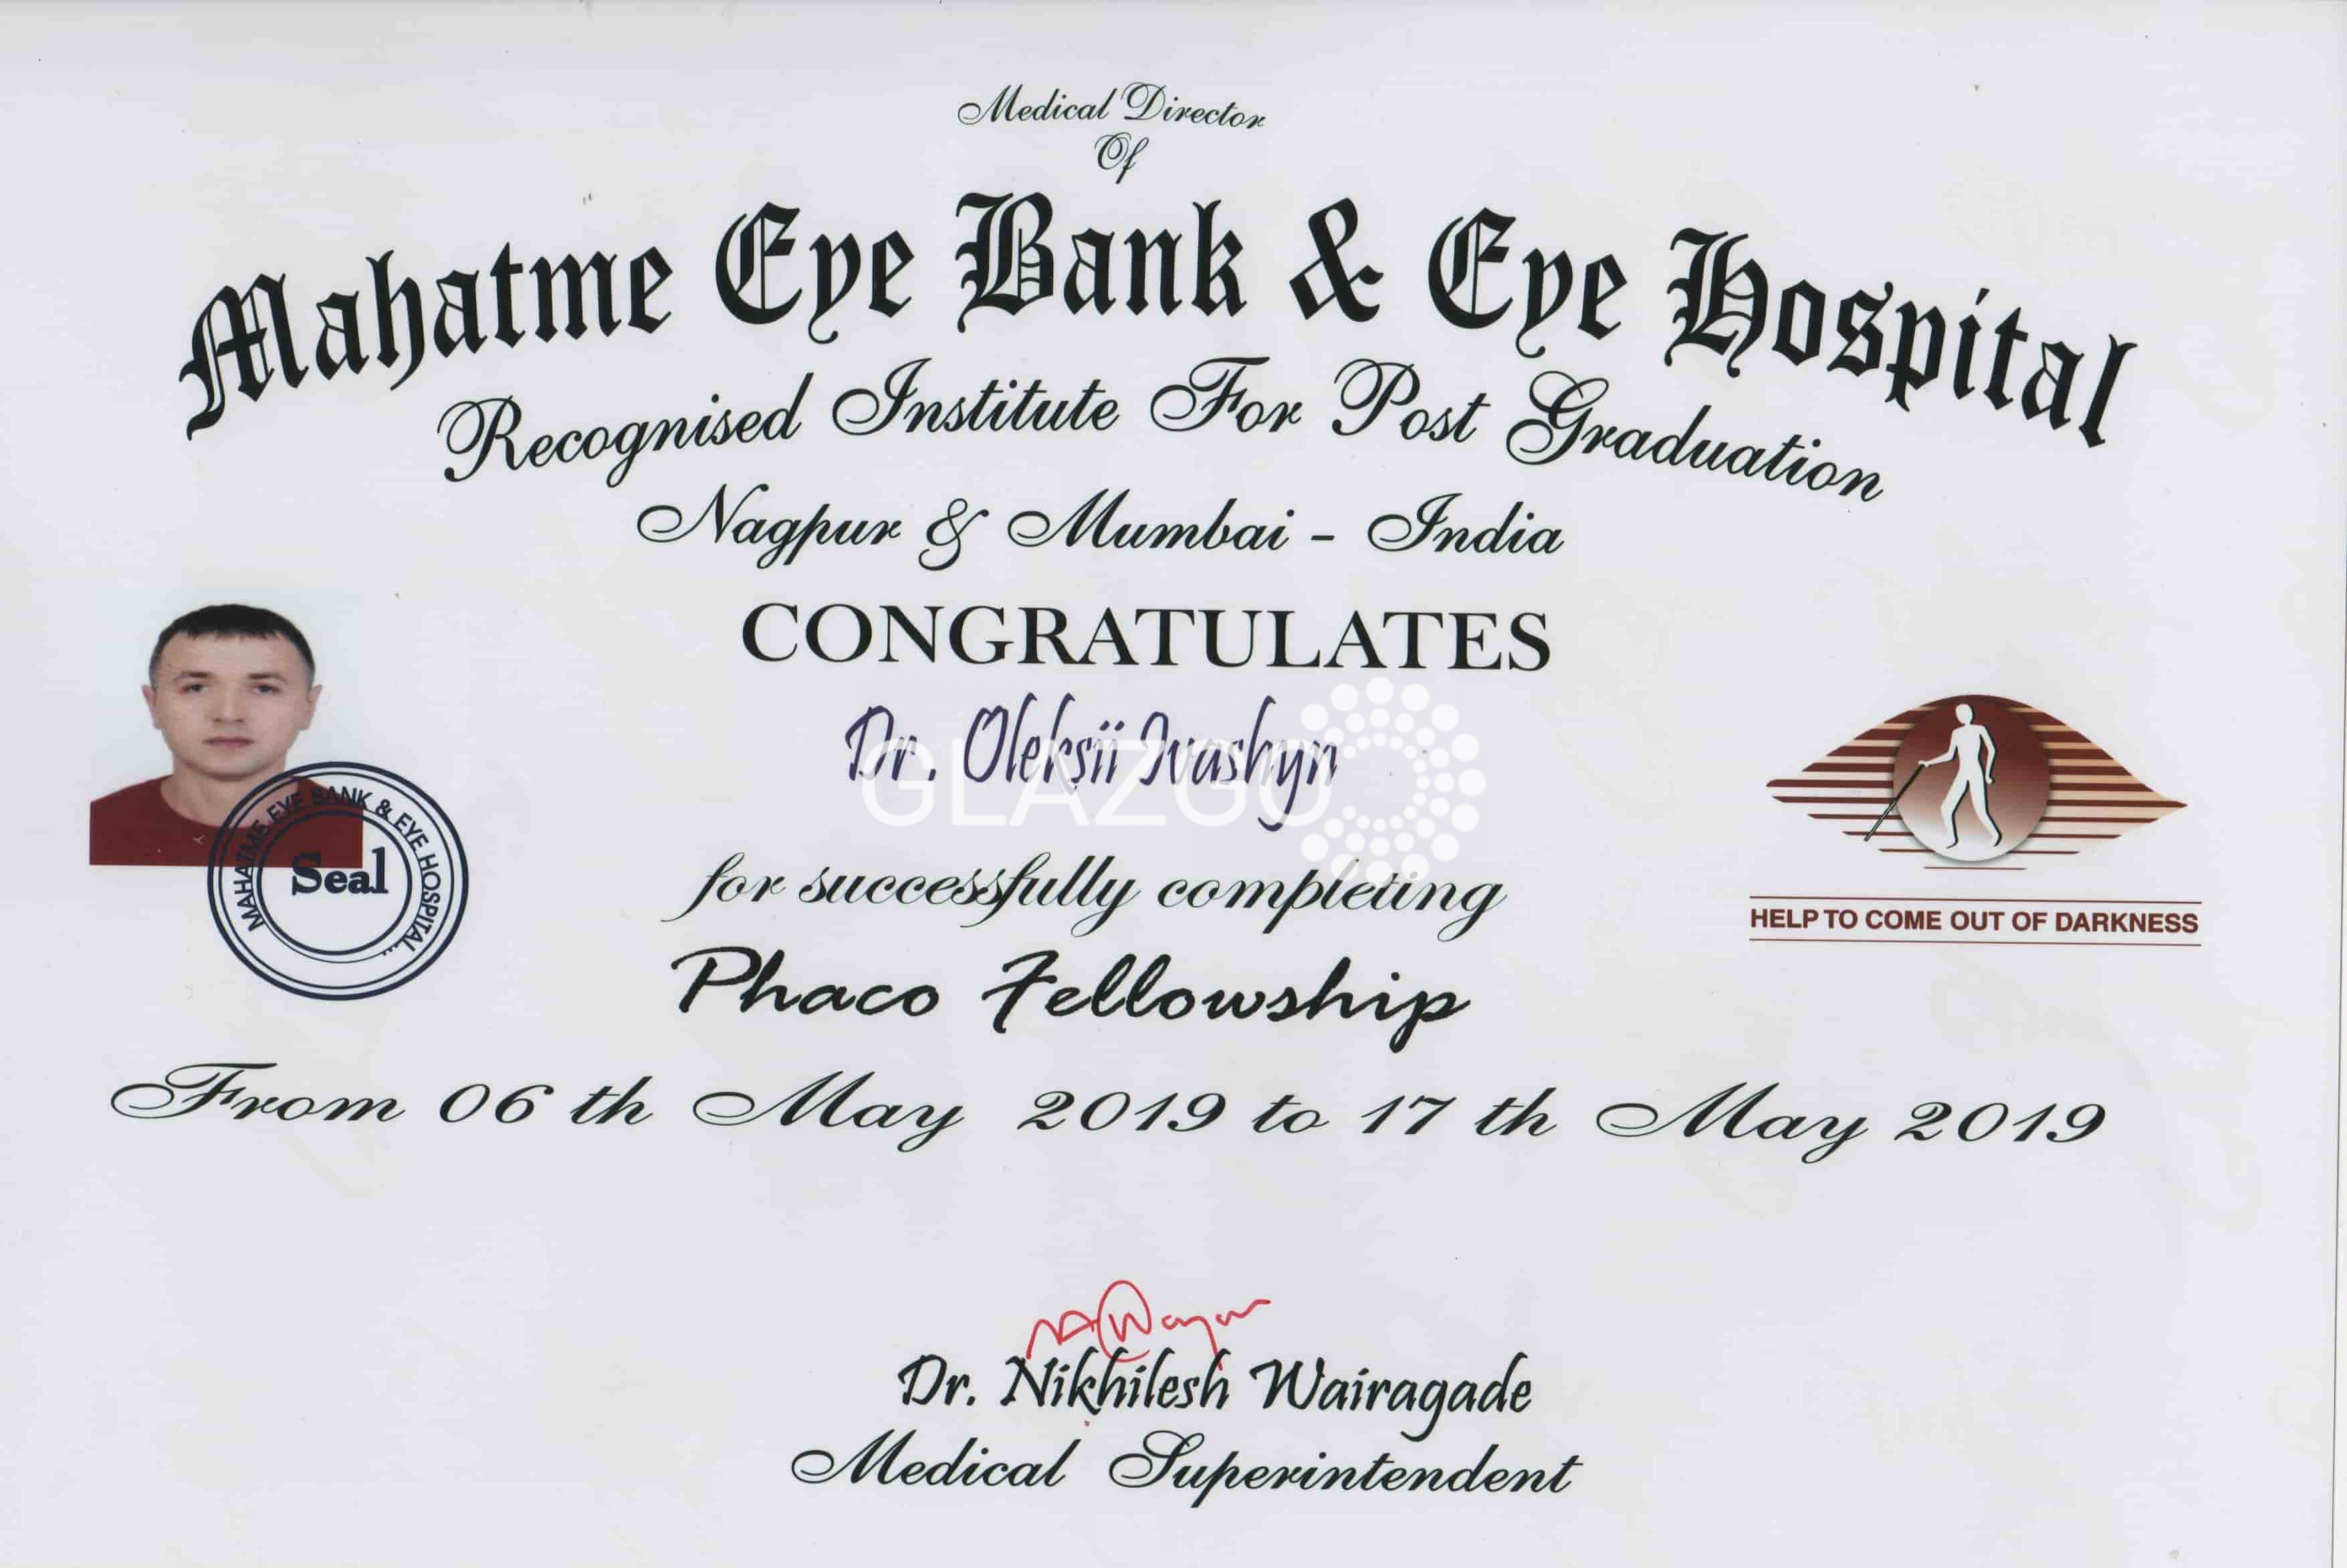 Medical Director
Of
Mahatme Eye Bank & Eye Hospital
Recognised Institute For Post Graduation
Nagpur & Mumbai - India
CONGRATULATES
Dr. Oleksii Ivashyn
GLAZGO
for successfully completing
Phaco Fellowship
From 06 th May 2019 to 17 th May 2019
MAHATME EYE BANK & EYE HOSPITAL...
Seal
HELP TO COME OUT OF DARKNESS
Dr. Nikhilesh Wairagade
Medical Superintendent